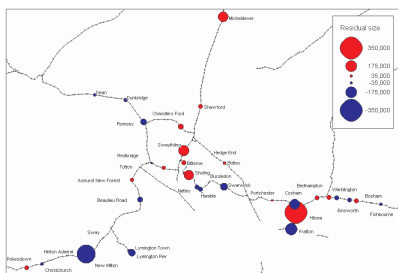 Micheldever
Residual size
350,000
175,000
35,000
-35,000
-175,000
-350,000
Dean
Dunbridge
Romsey
Chandlers Ford
Shawford
Swaythling
Hedge End
Redbridge
Bitterne
Botley
Totton
Sholing
Ashurst New Forest
Bursledon
Netley
Swanwick
Hamble
Beaulieu Road
Portchester
Cosham
Bedhampton
Warblington
Bosham
Hilsea
Emsworth
Fishbourne
Fratton
Sway
Hinton Admiral
Lymington Town
Lymington Pier
Pokesdown
New Milton
Christchurch